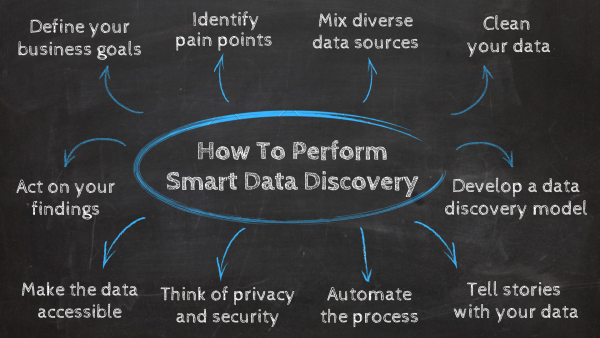 Define your
business goals
Identify
pain points
Mix diverse
data sources
Clean
your data
How To Perform
Smart Data Discovery
Act on your
findings
Develop a data
discovery model
Make the data
accessible
Think of privacy
and security
Automate
the process
Tell stories
with your data